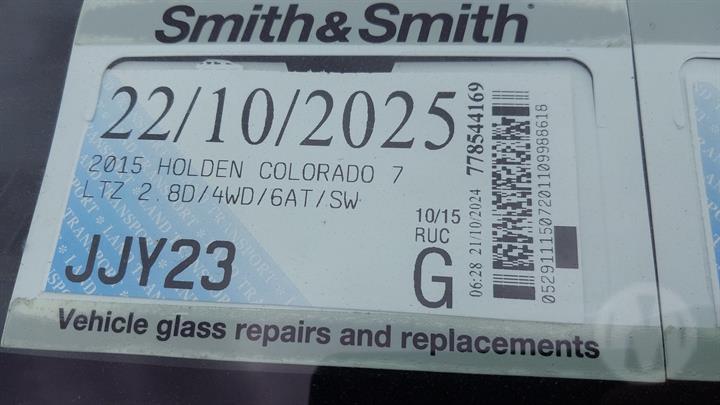 Smith&Smith®
22/10/2025
2015 HOLDEN COLORADO 7
LTZ 2.8D/4WD/6AT/SW
10/15
RUC
G
JJY23
06:28 21/10/2024 778544169
0529111507201109988618
Vehicle glass repairs and replacements